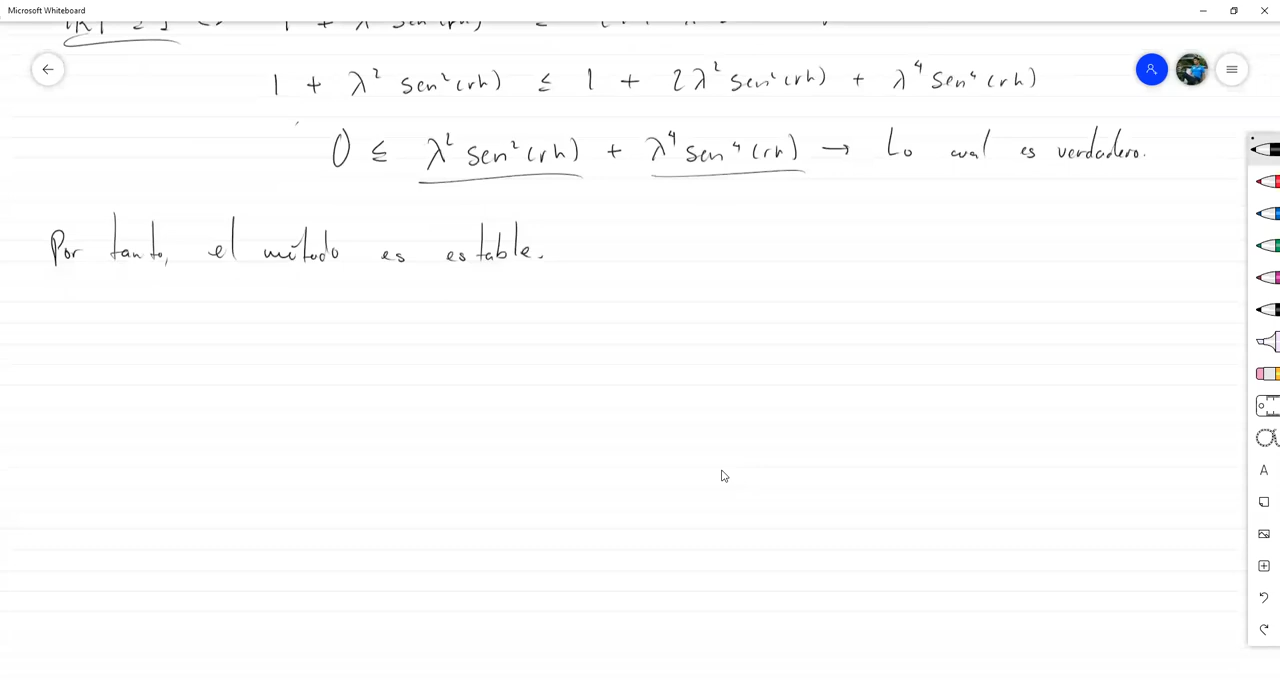 Microsoft Whiteboard
1 + λ² sen²(rh) ≤ 1 + 2λ² sen²(rh) + λ⁴ sen⁴(rh)
0 ≤ λ² sen²(rh) + λ⁴ sen⁴(rh) → Lo cual es verdadero.
Por tanto, el método es estable.